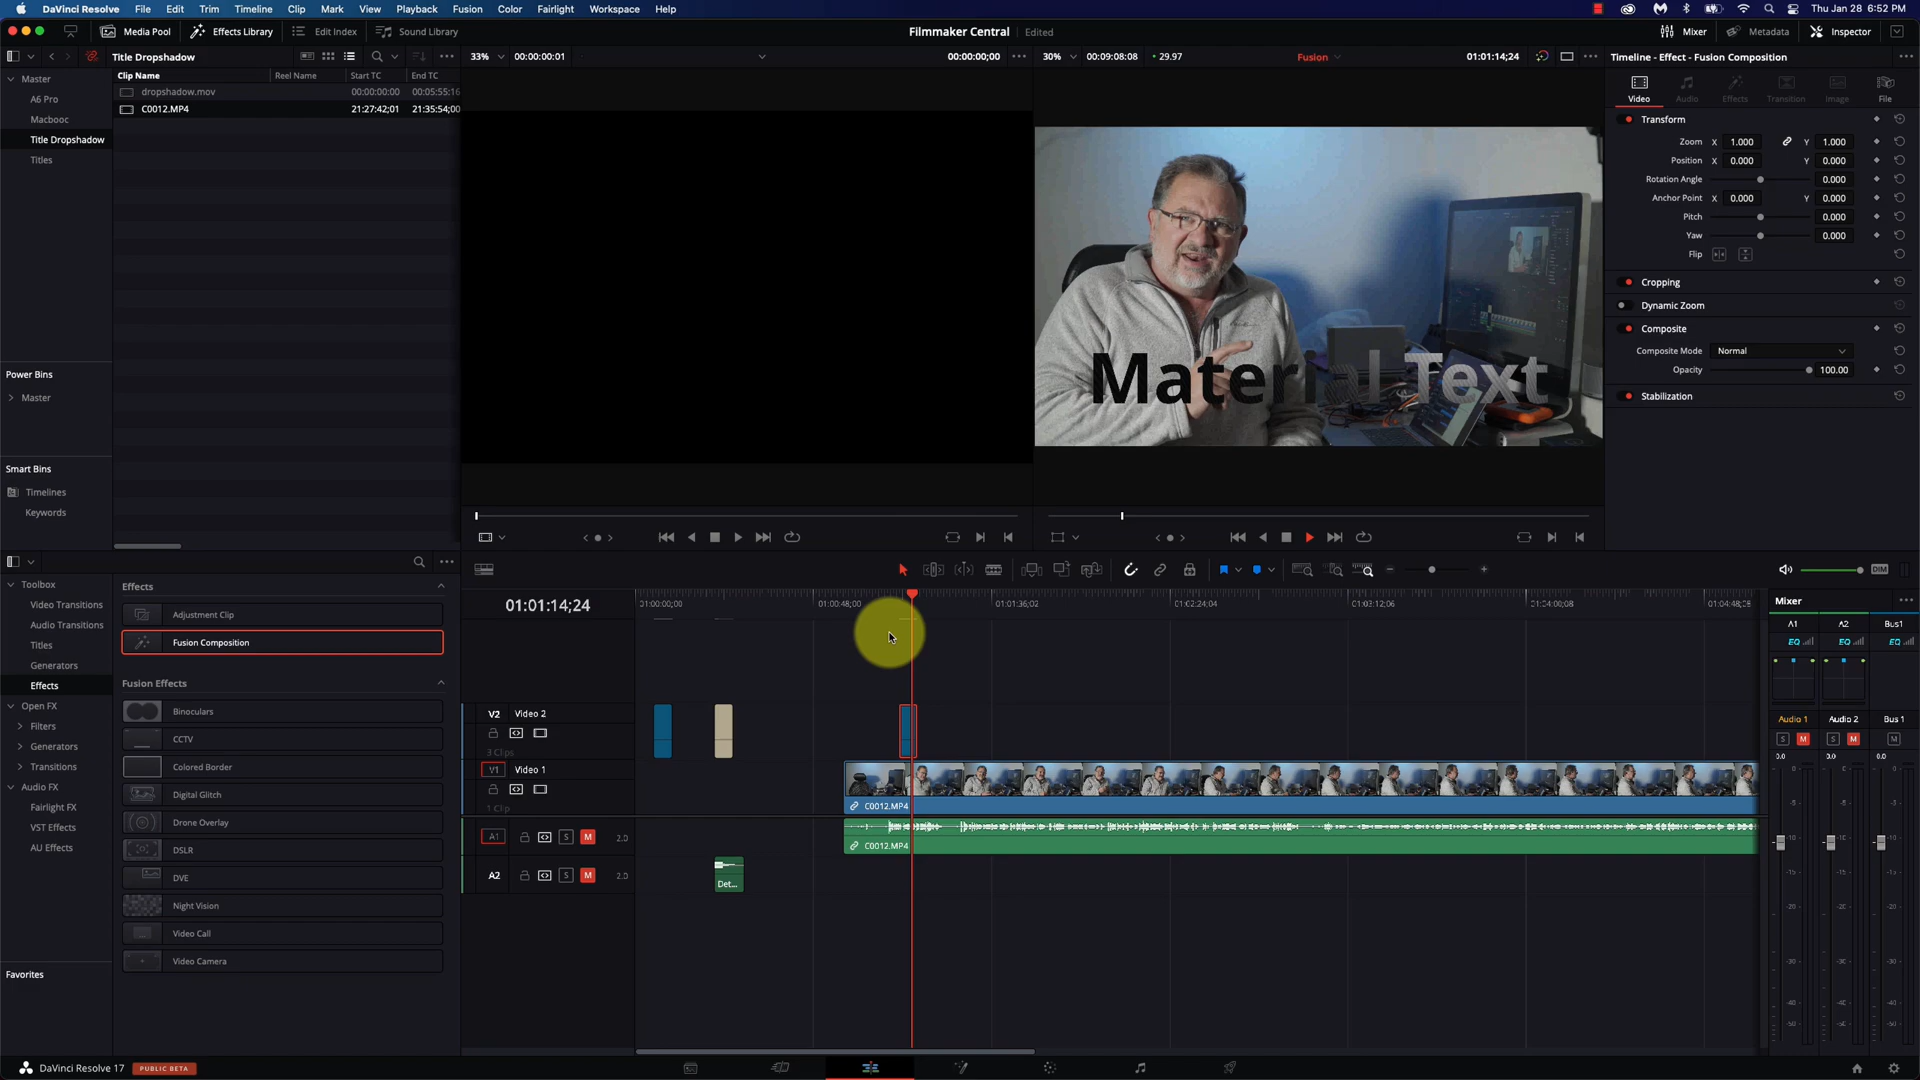 DaVinci Resolve File Edit Trim Timeline Clip Mark View Playback Fusion Color Fairlight Workspace Help Thu Jan 28 6:52 PM
Media Pool Effects Library Edit Index Sound Library Filmmaker Central Edited Mixer Metadata Inspector
Title Dropshadow 33% 00:00:00:01 00:00:00;00 30% 00:09:08:08 29.97 Fusion 01:01:14;24 Timeline - Effect - Fusion Composition
Clip Name Reel Name Start TC End TC
Master
dropshadow.mov 00:00:00:00 00:05:55:16
A6 Pro
C0012.MP4 21:27:42;01 21:35:54;00
Macbooc
Title Dropshadow
Titles
Power Bins
Master
Smart Bins
Timelines
Keywords
Material Text
Video Audio Effects Transition Image File
Transform
Zoom X 1.000 Y 1.000
Position X 0.000 Y 0.000
Rotation Angle 0.000
Anchor Point X 0.000 Y 0.000
Pitch 0.000
Yaw 0.000
Flip
Cropping
Dynamic Zoom
Composite
Composite Mode Normal
Opacity 100.00
Stabilization
Toolbox
Video Transitions
Audio Transitions
Titles
Generators
Effects
Open FX
Filters
Generators
Transitions
Audio FX
Fairlight FX
VST Effects
AU Effects
Favorites
Effects
Adjustment Clip
Fusion Composition
Fusion Effects
Binoculars
CCTV
Colored Border
Digital Glitch
Drone Overlay
DSLR
DVE
Night Vision
Video Call
Video Camera
DIM
01:01:14;24 01:00:00;00 01:00:48;00 01:01:36;02 01:02:24;04 01:03:12;06 01:04:00;08 01:04:48;08
V2 Video 2
3 Clips
V1 Video 1
1 Clip
C0012.MP4
A1 S M 2.0
C0012.MP4
A2 S M 2.0
Det...
Mixer
A1 A2 Bus1
EQ EQ EQ
Audio 1 Audio 2 Bus 1
S M S M M
DaVinci Resolve 17 PUBLIC BETA